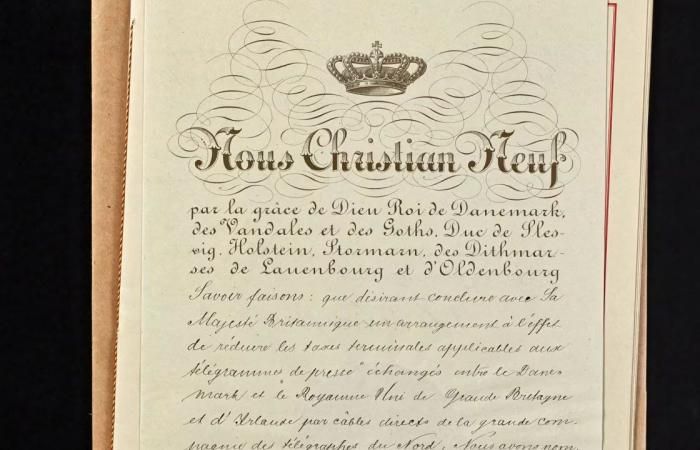 Nous Christian Neuf
par la grâce de Dieu Roi de Danemark,
des Vandales et des Goths, Duc de Sles-
vig, Holstein, Stormarn, des Dithmar-
ses de Lauenbourg et d'Oldenbourg
Savoir faisons: que désirant conclure avec Sa
Majesté Britannique un arrangement à l'effet
de réduire les taxes terminales applicables aux
télégrammes de presse échangés entre le Dane-
mark et le Royaume Uni de Grande Bretagne
et d'Irlande par câbles directs de la grande com-
pagnie des télégraphes du Nord, Nous avons nom-